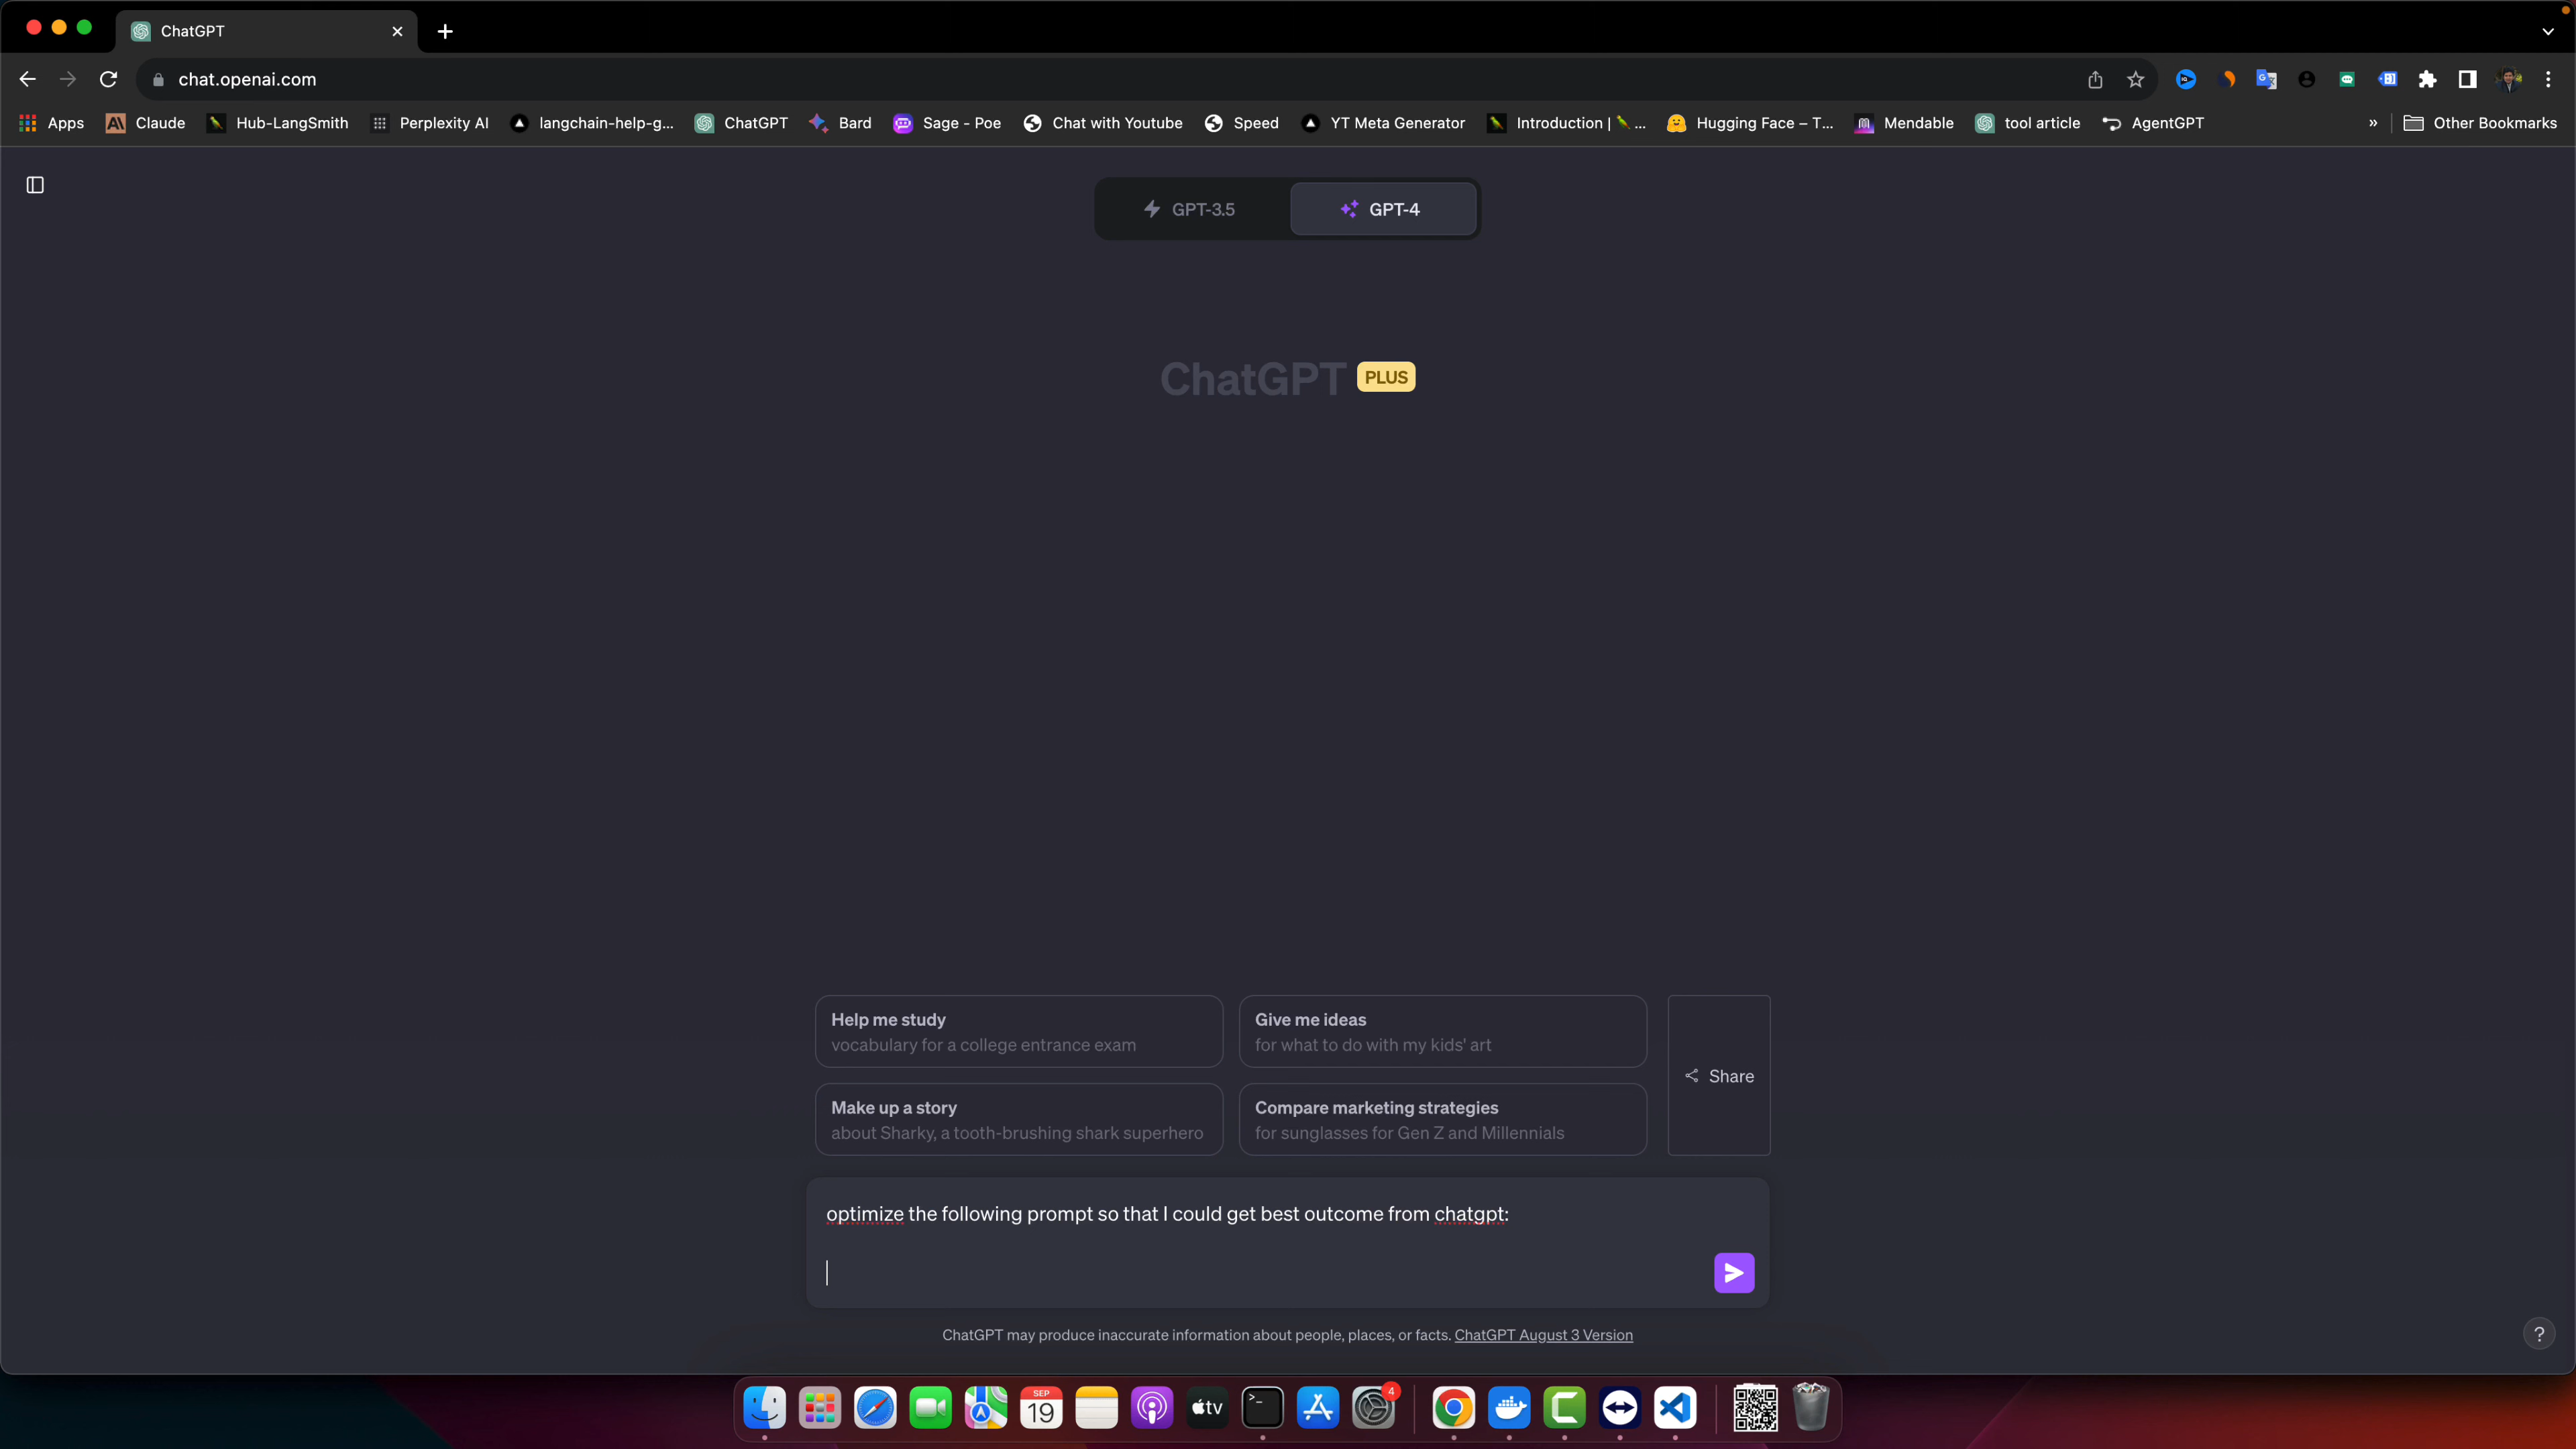 ChatGPT
chat.openai.com
Apps Claude Hub-LangSmith Perplexity AI langchain-help-g... ChatGPT Bard Sage - Poe Chat with Youtube Speed YT Meta Generator Introduction | 🦜... Hugging Face – T... Mendable tool article AgentGPT » Other Bookmarks
GPT-3.5 GPT-4
ChatGPT PLUS
Help me study
vocabulary for a college entrance exam
Give me ideas
for what to do with my kids' art
Share
Make up a story
about Sharky, a tooth-brushing shark superhero
Compare marketing strategies
for sunglasses for Gen Z and Millennials
optimize the following prompt so that I could get best outcome from chatgpt:
ChatGPT may produce inaccurate information about people, places, or facts. ChatGPT August 3 Version
?
SEP
19
tv
4